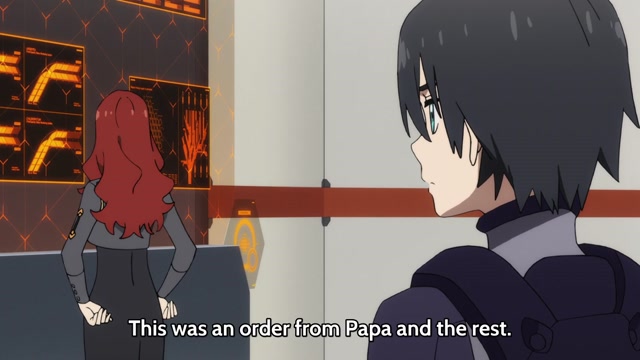 This was an order from Papa and the rest.